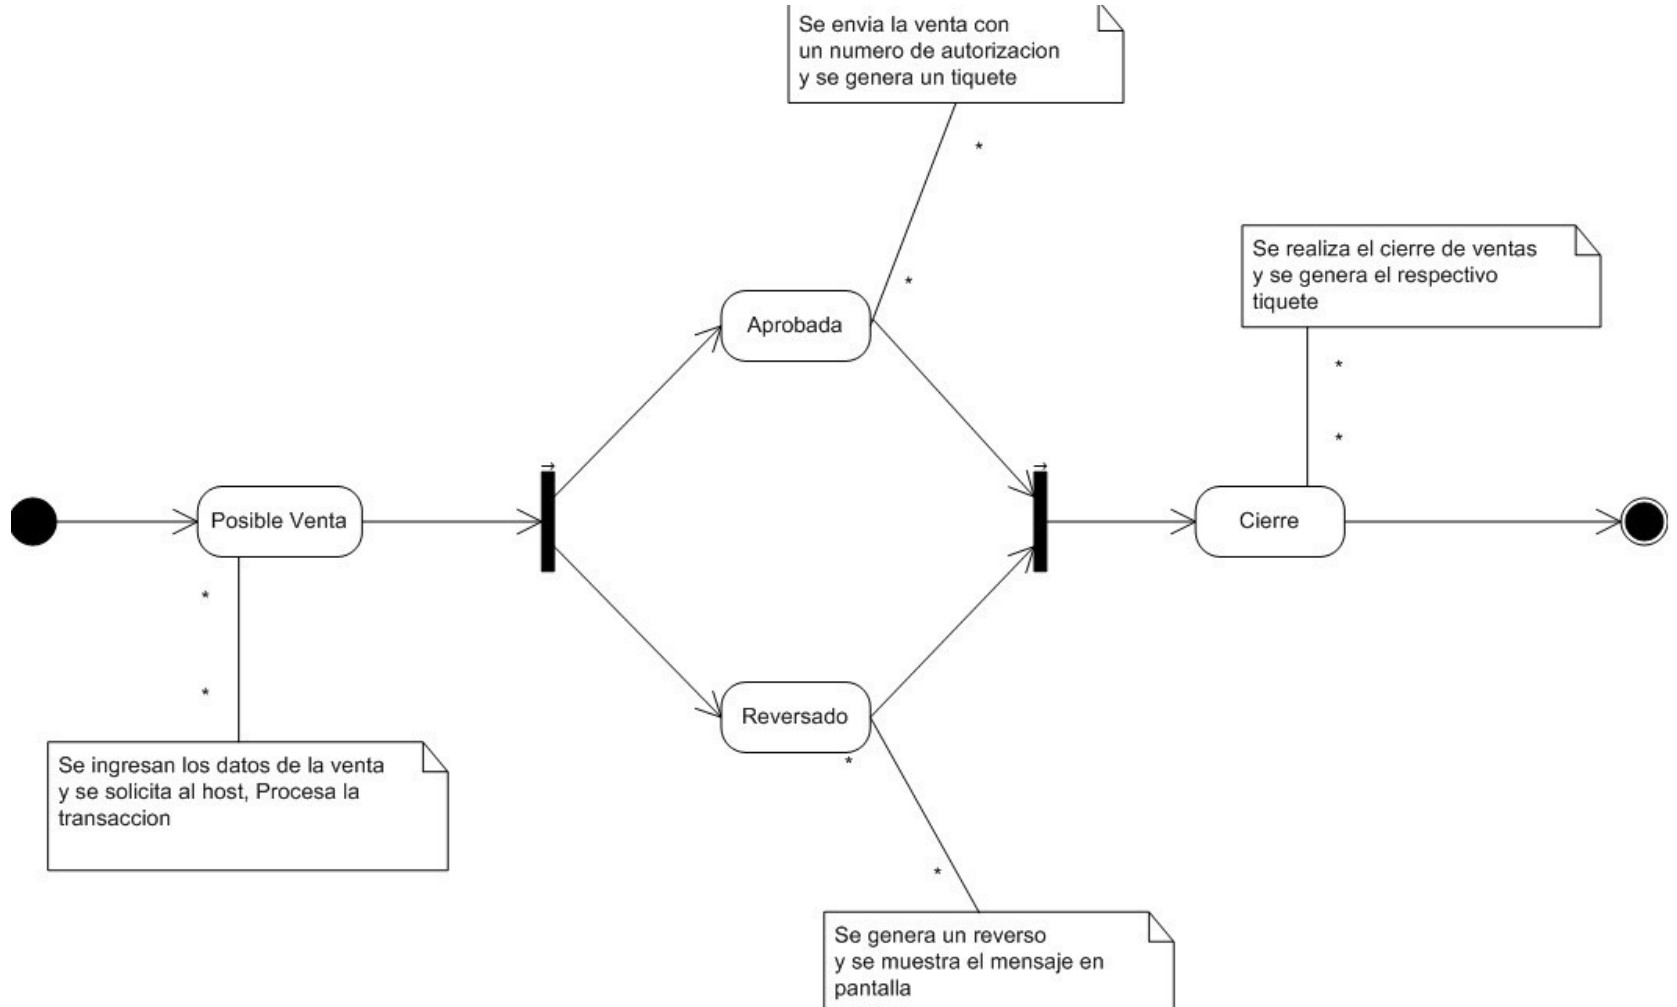 Se envia la venta con
un numero de autorizacion
y se genera un tiquete
*
*
Se realiza el cierre de ventas
y se genera el respectivo
tiquete
*
*
Aprobada
Posible Venta
Cierre
*
*
Se ingresan los datos de la venta
y se solicita al host, Procesa la
transaccion
Reversado
*
*
Se genera un reverso
y se muestra el mensaje en
pantalla